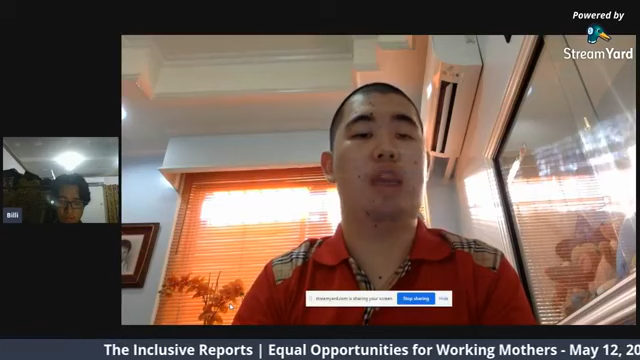 Powered by
StreamYard
Billi
streamyard.com is sharing your screen.
Stop sharing
Hide
The Inclusive Reports | Equal Opportunities for Working Mothers - May 12, 20